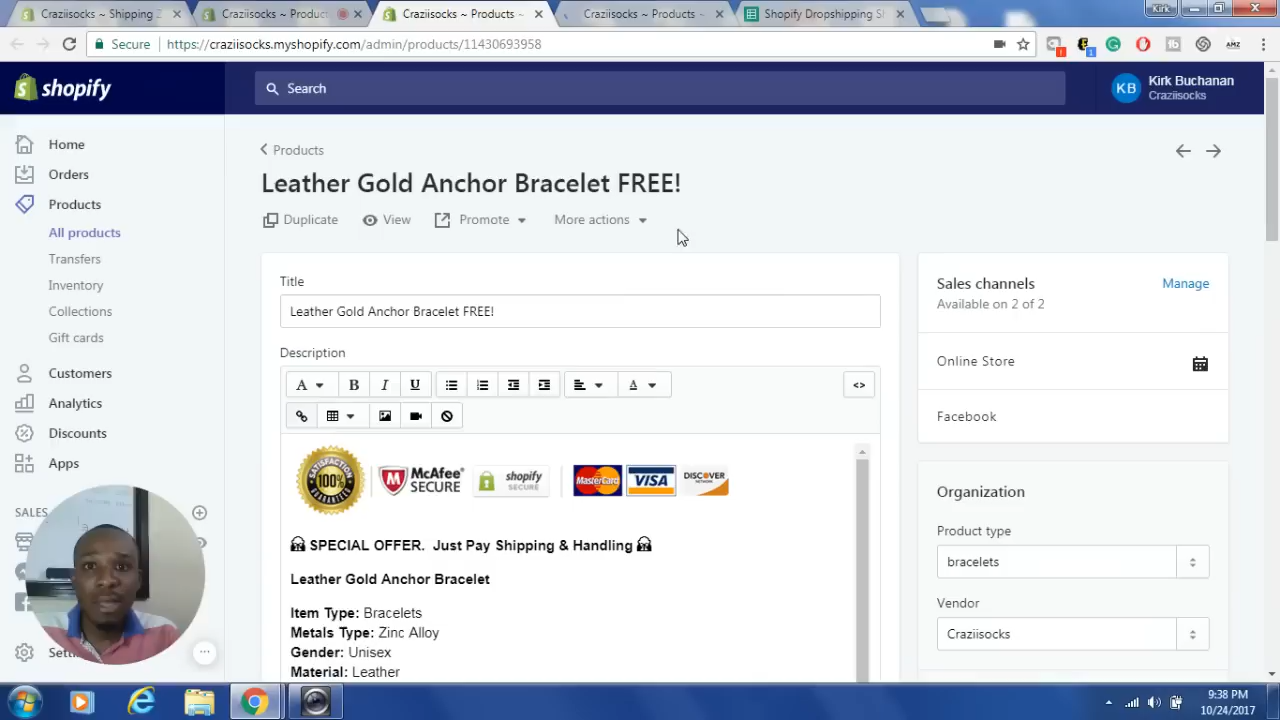 Craziisocks ~ Shipping Z
Craziisocks ~ Product
Craziisocks ~ Products ~
Craziisocks ~ Products ~
Shopify Dropshipping Sh
Kirk
Secure
https://craziisocks.myshopify.com/admin/products/11430693958
AMZ
shopify
Search
KB
Kirk Buchanan
Craziisocks
Home
Orders
Products
All products
Transfers
Inventory
Collections
Gift cards
Customers
Analytics
Discounts
Apps
SALES
Products
Leather Gold Anchor Bracelet FREE!
Duplicate
View
Promote
More actions
Title
Leather Gold Anchor Bracelet FREE!
Description
SATISFACTION
100%
GUARANTEED
McAfee
SECURE
shopify
SECURE
MasterCard
VISA
DISCOVER
NETWORK
SPECIAL OFFER. Just Pay Shipping & Handling
Leather Gold Anchor Bracelet
Item Type: Bracelets
Metals Type: Zinc Alloy
Gender: Unisex
Material: Leather
Sales channels
Manage
Available on 2 of 2
Online Store
Facebook
Organization
Product type
bracelets
Vendor
Craziisocks
9:38 PM
10/24/2017